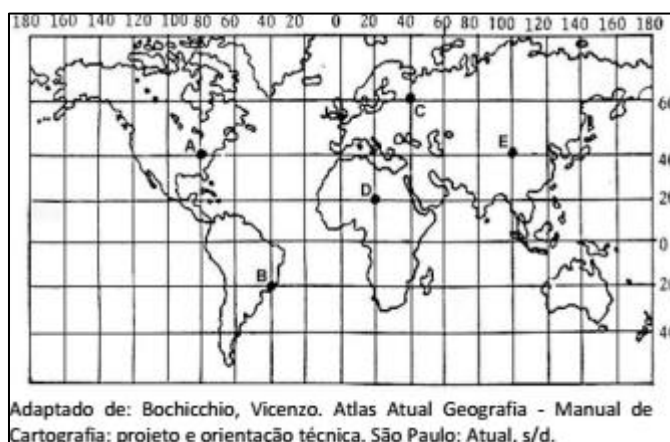 180 160 140 120 100 80 60 40 20 0 20 40 60 80 100 120 140 160 180
C
60
A
E
40
D
20
0
B
20
40
Adaptado de: Bochicchio, Vicenzo. Atlas Atual Geografia - Manual de
Cartografia: projeto e orientação técnica. São Paulo: Atual, s/d.